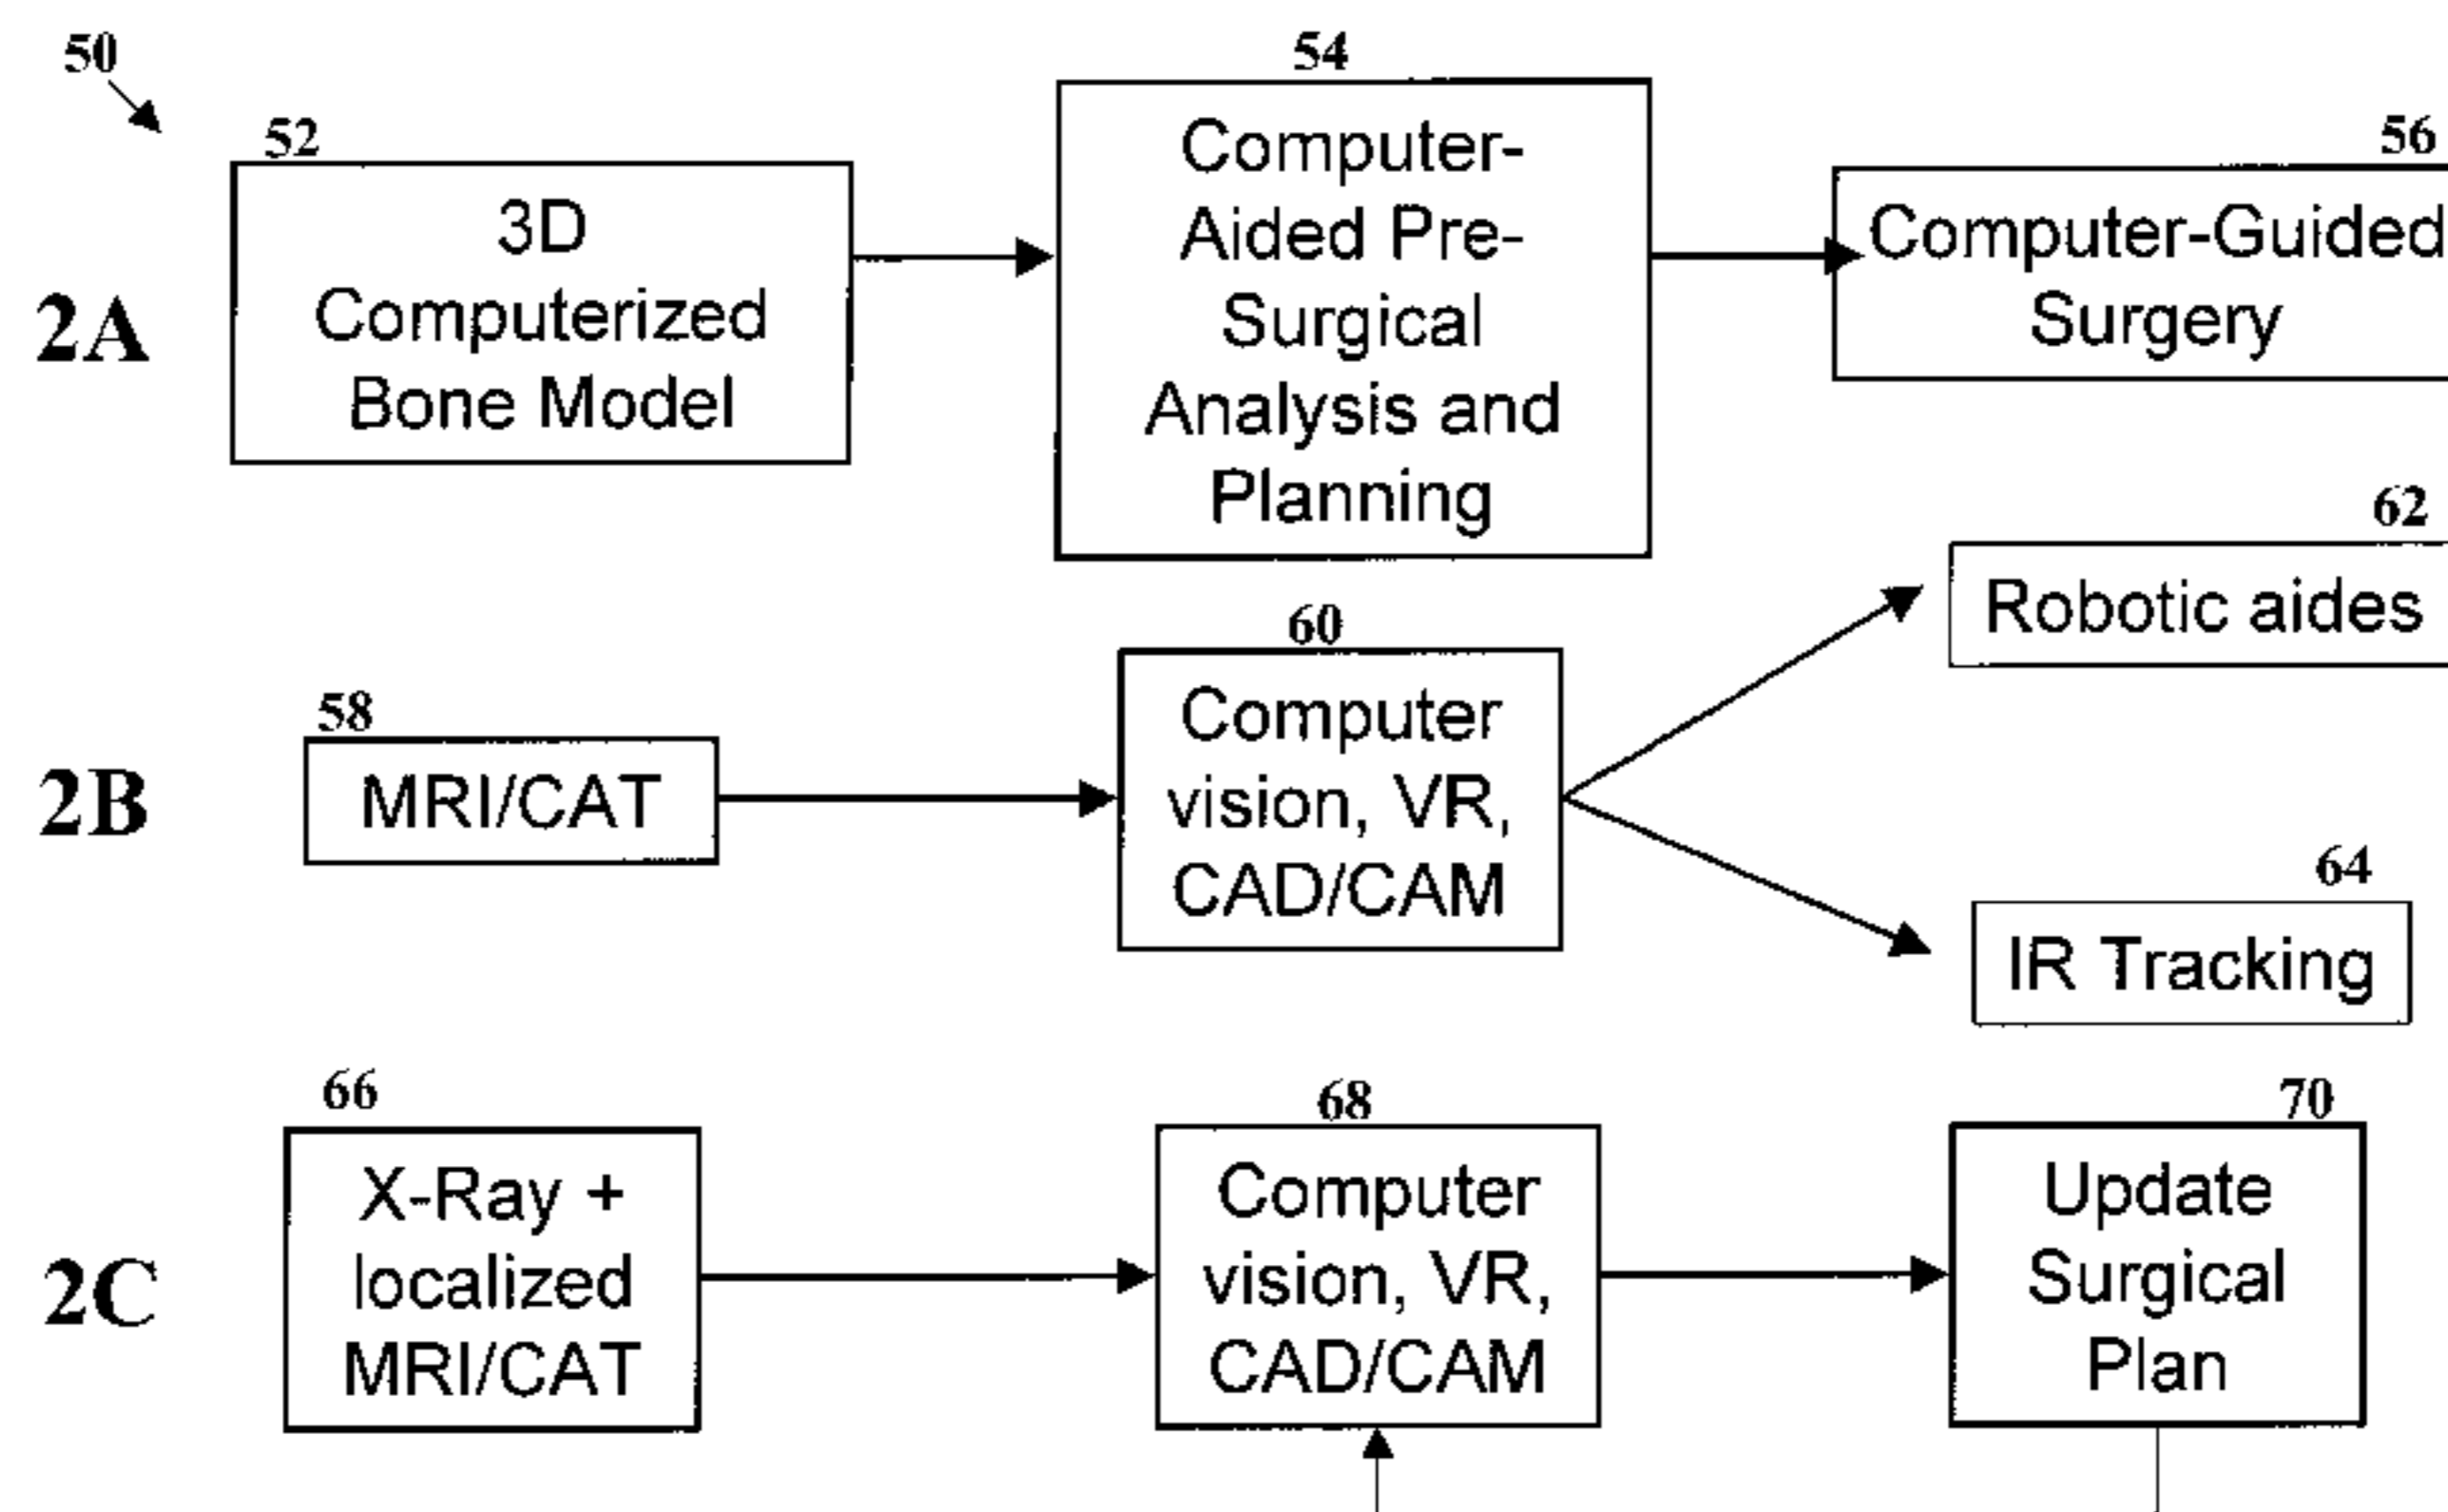 50
52
3D
Computerized
Bone Model
54
Computer-
Aided Pre-
Surgical
Analysis and
Planning
56
Computer-Guided
Surgery
2A
58
MRI/CAT
60
Computer
vision, VR,
CAD/CAM
62
Robotic aides
64
IR Tracking
2B
66
X-Ray +
localized
MRI/CAT
68
Computer
vision, VR,
CAD/CAM
70
Update
Surgical
Plan
2C